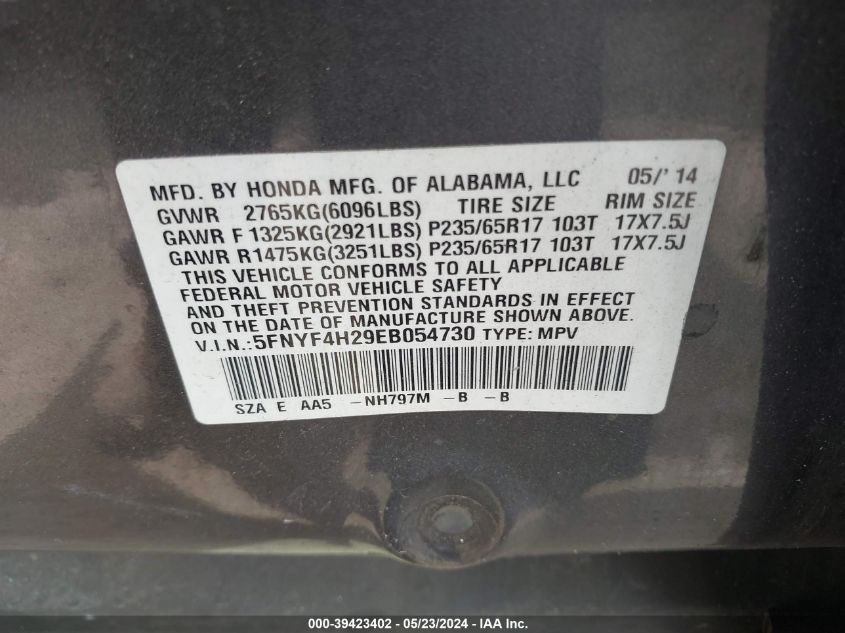 MFD. BY HONDA MFG. OF ALABAMA, LLC 05/' 14
GVWR 2765KG(6096LBS) TIRE SIZE RIM SIZE
GAWR F 1325KG(2921LBS) P235/65R17 103T 17X7.5J
GAWR R1475KG(3251LBS) P235/65R17 103T 17X7.5J
THIS VEHICLE CONFORMS TO ALL APPLICABLE
FEDERAL MOTOR VEHICLE SAFETY
AND THEFT PREVENTION STANDARDS IN EFFECT
ON THE DATE OF MANUFACTURE SHOWN ABOVE.
V.I.N.:5FNYF4H29EB054730 TYPE: MPV
SZA E AA5 -NH797M -B -B
000-39423402 - 05/23/2024 - IAA Inc.